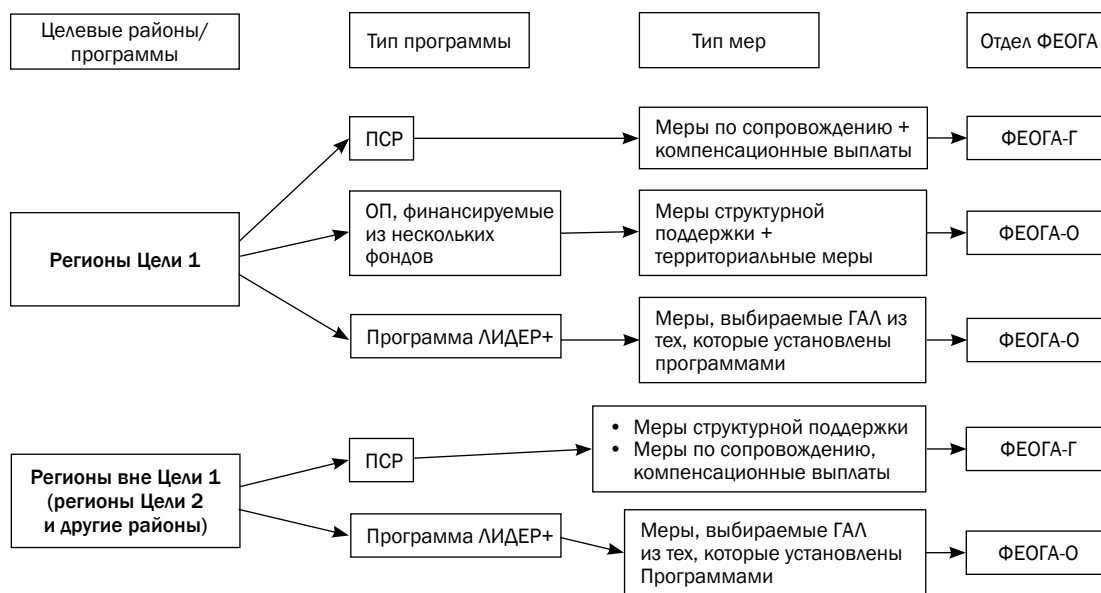 Целевые районы/
программы
Тип программы
Тип мер
Отдел ФЕОГА
ПСР
Меры по сопровождению +
компенсационные выплаты
ФЕОГА-Г
Регионы Цели 1
ОП, финансируемые
из нескольких
фондов
Меры структурной
поддержки +
территориальные меры
ФЕОГА-О
Программа ЛИДЕР+
Меры, выбираемые ГАЛ из
тех, которые установлены
программами
ФЕОГА-О
Регионы вне Цели 1
(регионы Цели 2
и другие районы)
ПСР
• Меры структурной поддержки
• Меры по сопровождению,
компенсационные выплаты
ФЕОГА-Г
Программа ЛИДЕР+
Меры, выбираемые ГАЛ
из тех, которые установлены
Программами
ФЕОГА-О